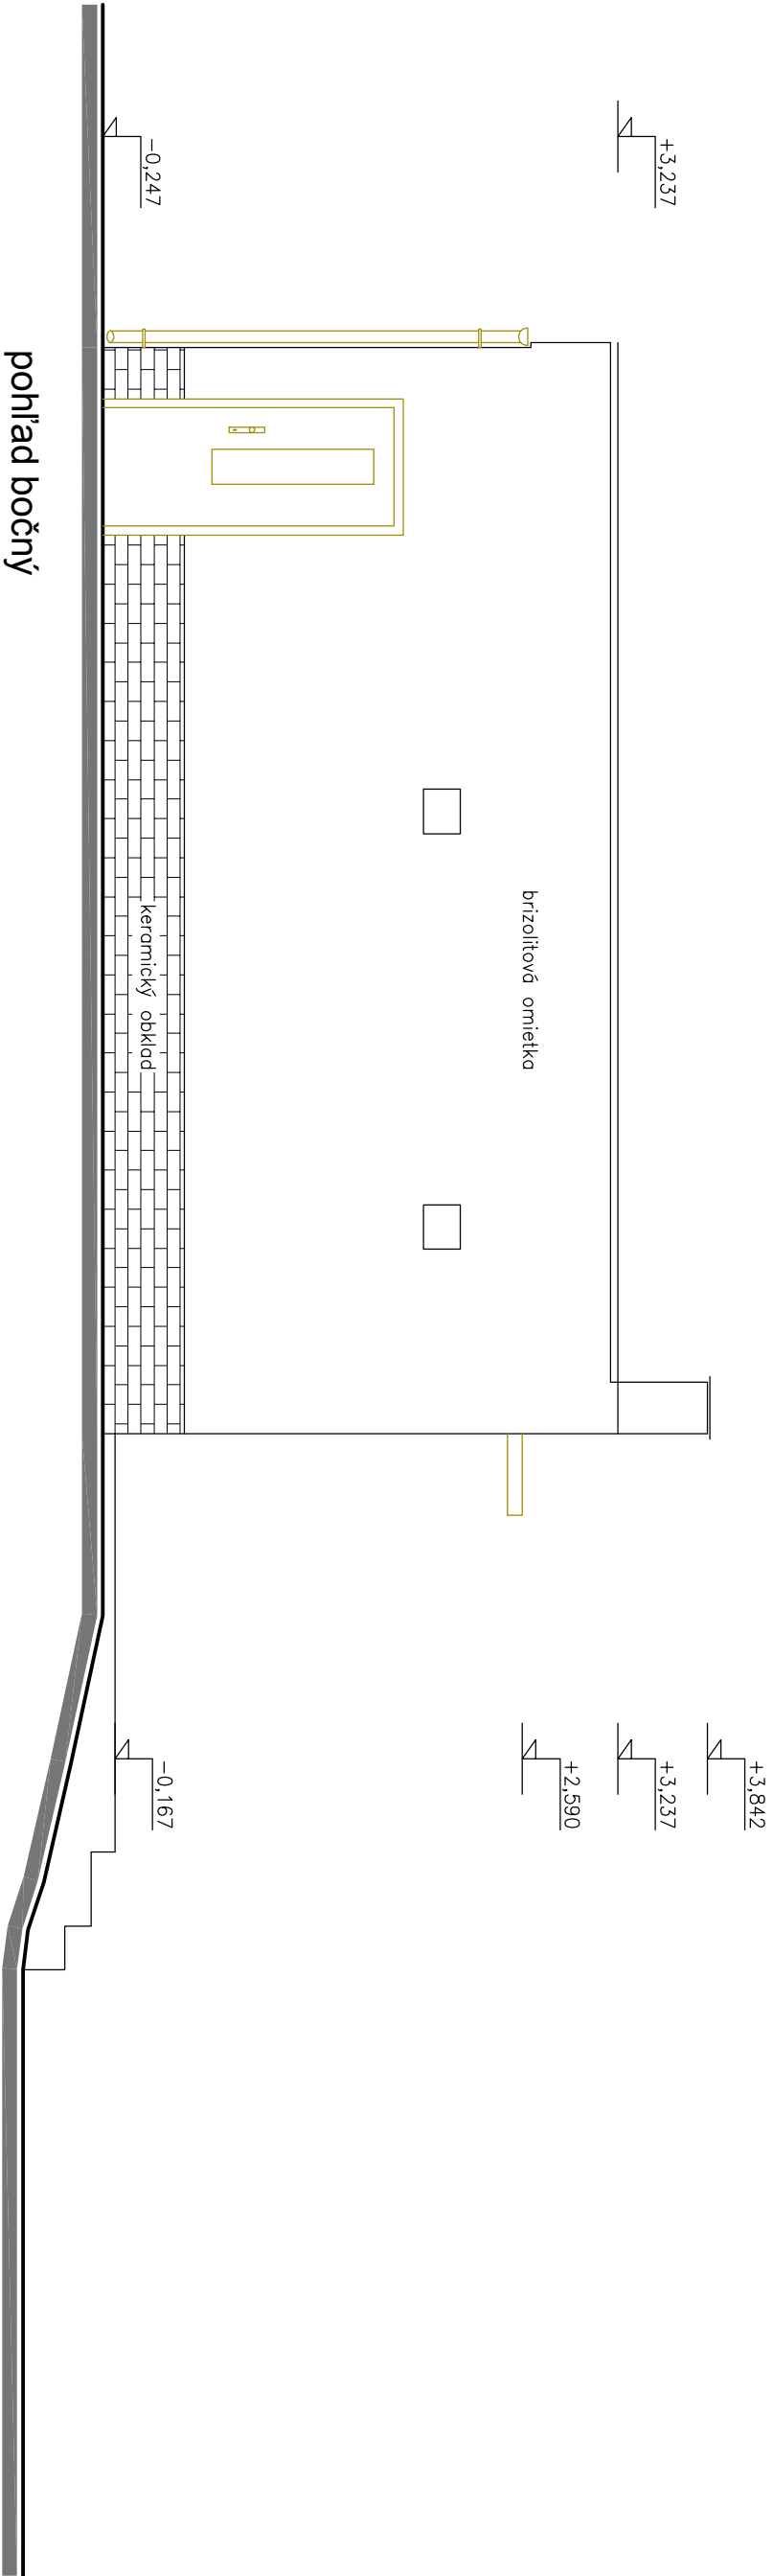 +3,842
+3,237
+3,237
+2,590
brizolitová omietka
keramický obklad
-0,247
-0,167
pohľad bočný